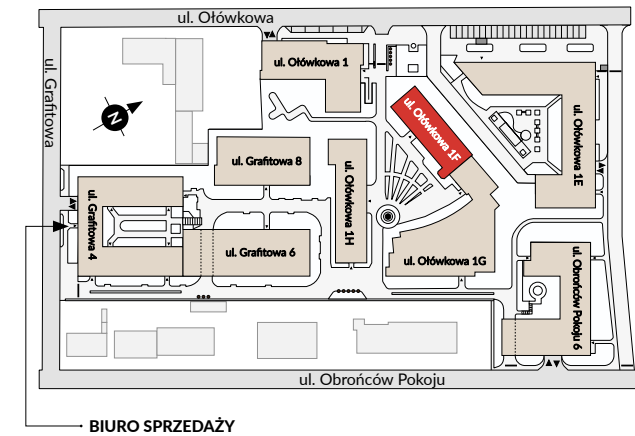 ul. Ołówkowa
ul. Grafitowa
ul. Ołówkowa 1
N
ul. Ołówkowa 1F
ul. Ołówkowa 1E
ul. Grafitowa 8
ul. Ołówkowa 1H
ul. Grafitowa 4
ul. Grafitowa 6
ul. Ołówkowa 1G
ul. Obrońców Pokoju 6
ul. Obrońców Pokoju
BIURO SPRZEDAŻY